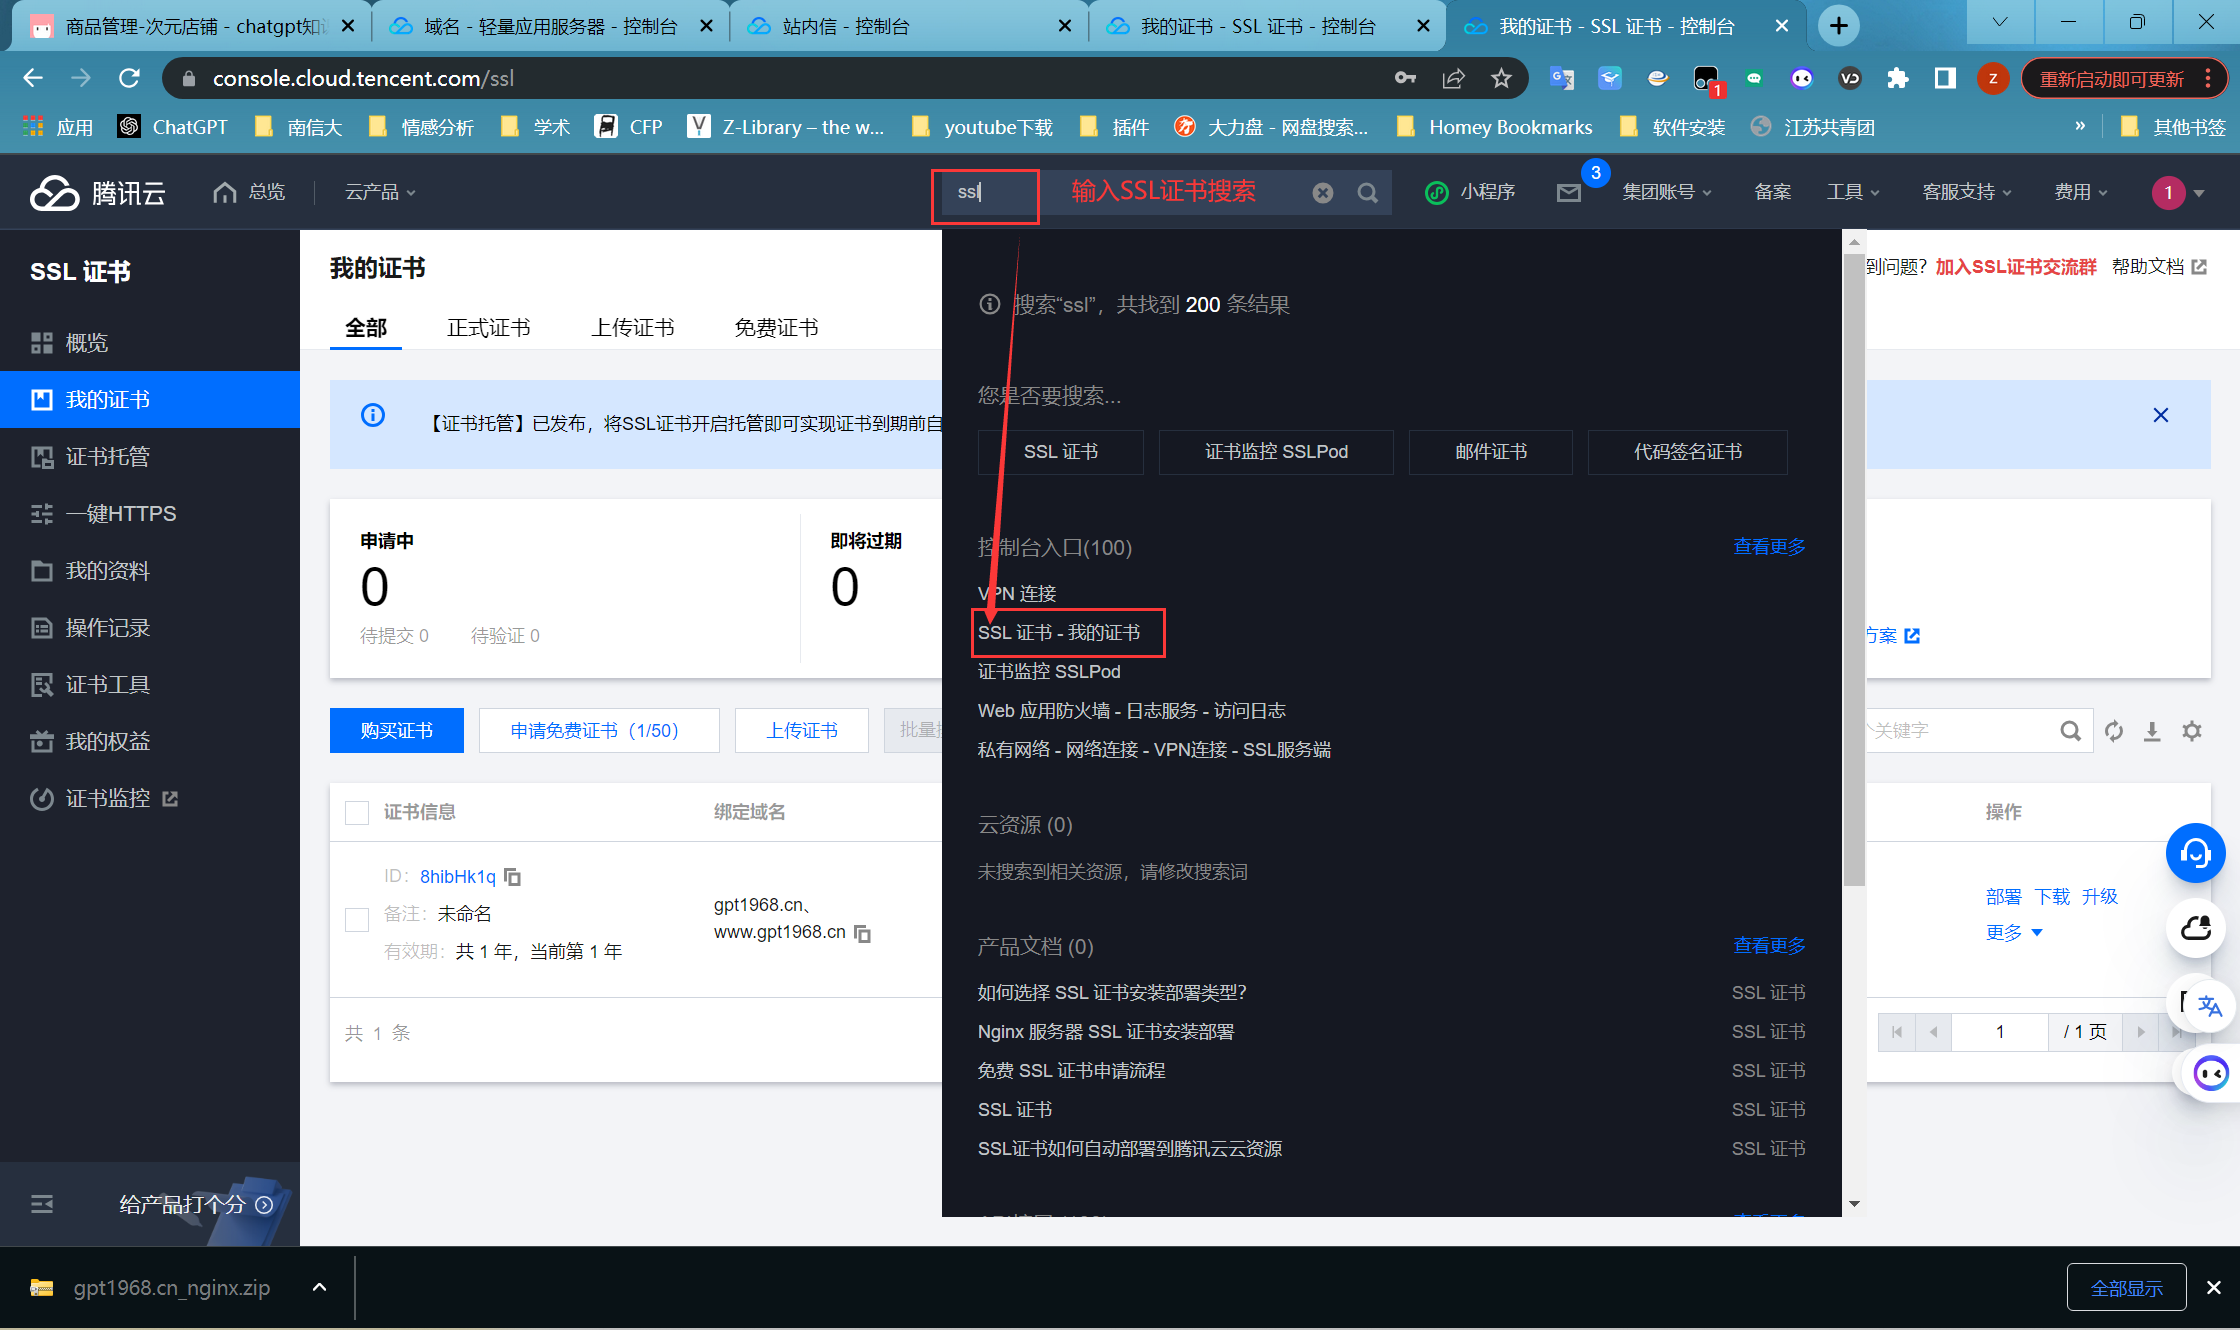 商品管理-次元店铺 - chatgpt知
域名 - 轻量应用服务器 - 控制台
站内信 - 控制台
我的证书 - SSL 证书 - 控制台
我的证书 - SSL 证书 - 控制台
console.cloud.tencent.com/ssl
1
z
重新启动即可更新
应用
ChatGPT
南信大
情感分析
学术
CFP
Z-Library – the w...
youtube下载
插件
大力盘 - 网盘搜索...
Homey Bookmarks
软件安装
江苏共青团
»
其他书签
腾讯云
总览
云产品
ssl
输入SSL证书搜索
小程序
3
集团账号
备案
工具
客服支持
费用
1
SSL 证书
概览
我的证书
证书托管
一键HTTPS
我的资料
操作记录
证书工具
我的权益
证书监控
给产品打个分
我的证书
到问题？
加入SSL证书交流群
帮助文档
全部
正式证书
上传证书
免费证书
【证书托管】已发布，将SSL证书开启托管即可实现证书到期前自
申请中
0
待提交 0
待验证 0
即将过期
0
方案
购买证书
申请免费证书（1/50）
上传证书
批量
关键字
证书信息
绑定域名
操作
ID：8hibHk1q
备注：未命名
有效期：共 1 年，当前第 1 年
gpt1968.cn、
www.gpt1968.cn
部署 下载 升级
更多
共 1 条
1
/ 1 页
搜索“ssl”，共找到 200 条结果
您是否要搜索...
SSL 证书
证书监控 SSLPod
邮件证书
代码签名证书
控制台入口(100)
查看更多
VPN 连接
SSL 证书 - 我的证书
证书监控 SSLPod
Web 应用防火墙 - 日志服务 - 访问日志
私有网络 - 网络连接 - VPN连接 - SSL服务端
云资源 (0)
未搜索到相关资源，请修改搜索词
产品文档 (0)
查看更多
如何选择 SSL 证书安装部署类型？
SSL 证书
Nginx 服务器 SSL 证书安装部署
SSL 证书
免费 SSL 证书申请流程
SSL 证书
SSL 证书
SSL 证书
SSL证书如何自动部署到腾讯云云资源
SSL 证书
gpt1968.cn_nginx.zip
全部显示